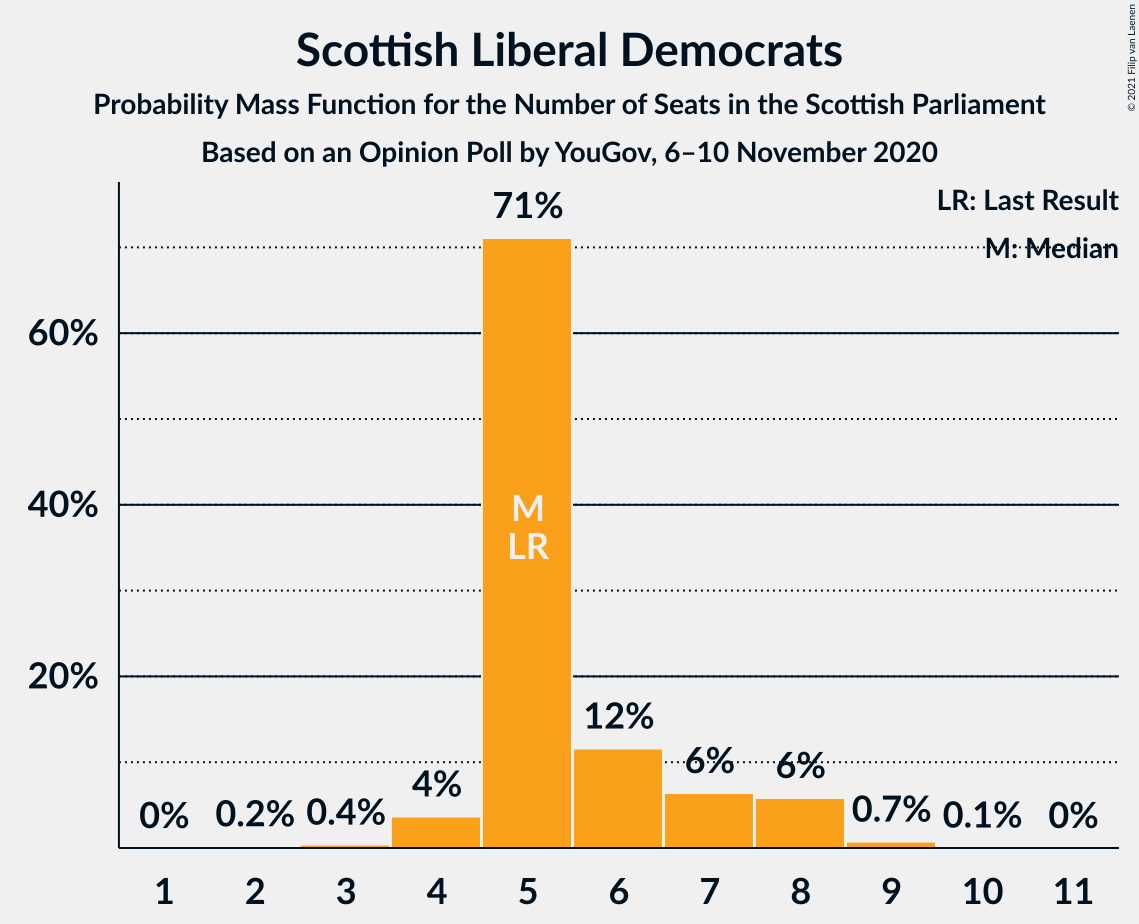 Scottish Liberal Democrats
Probability Mass Function for the Number of Seats in the Scottish Parliament
Based on an Opinion Poll by YouGov, 6–10 November 2020
© 2021 Filip van Laenen
LR: Last Result
M: Median
71%
60%
40%
20%
M
LR
0%
0.2%
0.4%
4%
12%
6%
6%
0.7%
0.1%
0%
1 2 3 4 5 6 7 8 9 10 11